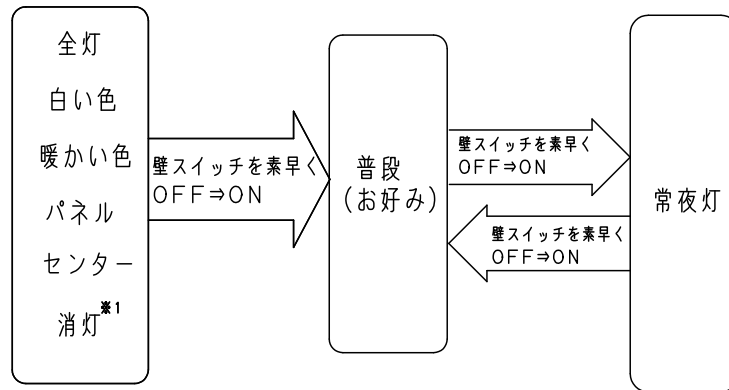 全灯
白い色
暖かい色
パネル
センター
消灯※1
壁スイッチを素早く
OFF⇒ON
普段
(お好み)
壁スイッチを素早く
OFF⇒ON
壁スイッチを素早く
OFF⇒ON
常夜灯